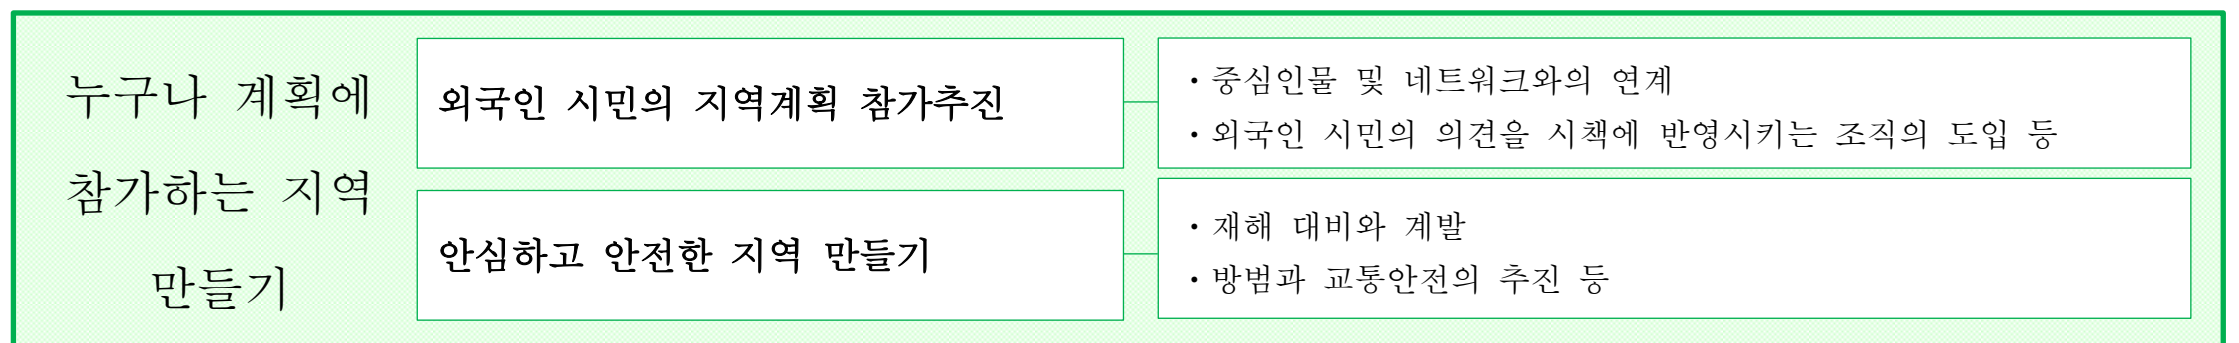 누구나 계획에
참가하는 지역
만들기
외국인 시민의 지역계획 참가추진
・중심인물 및 네트워크와의 연계
・외국인 시민의 의견을 시책에 반영시키는 조직의 도입 등
안심하고 안전한 지역 만들기
・재해 대비와 계발
・방범과 교통안전의 추진 등